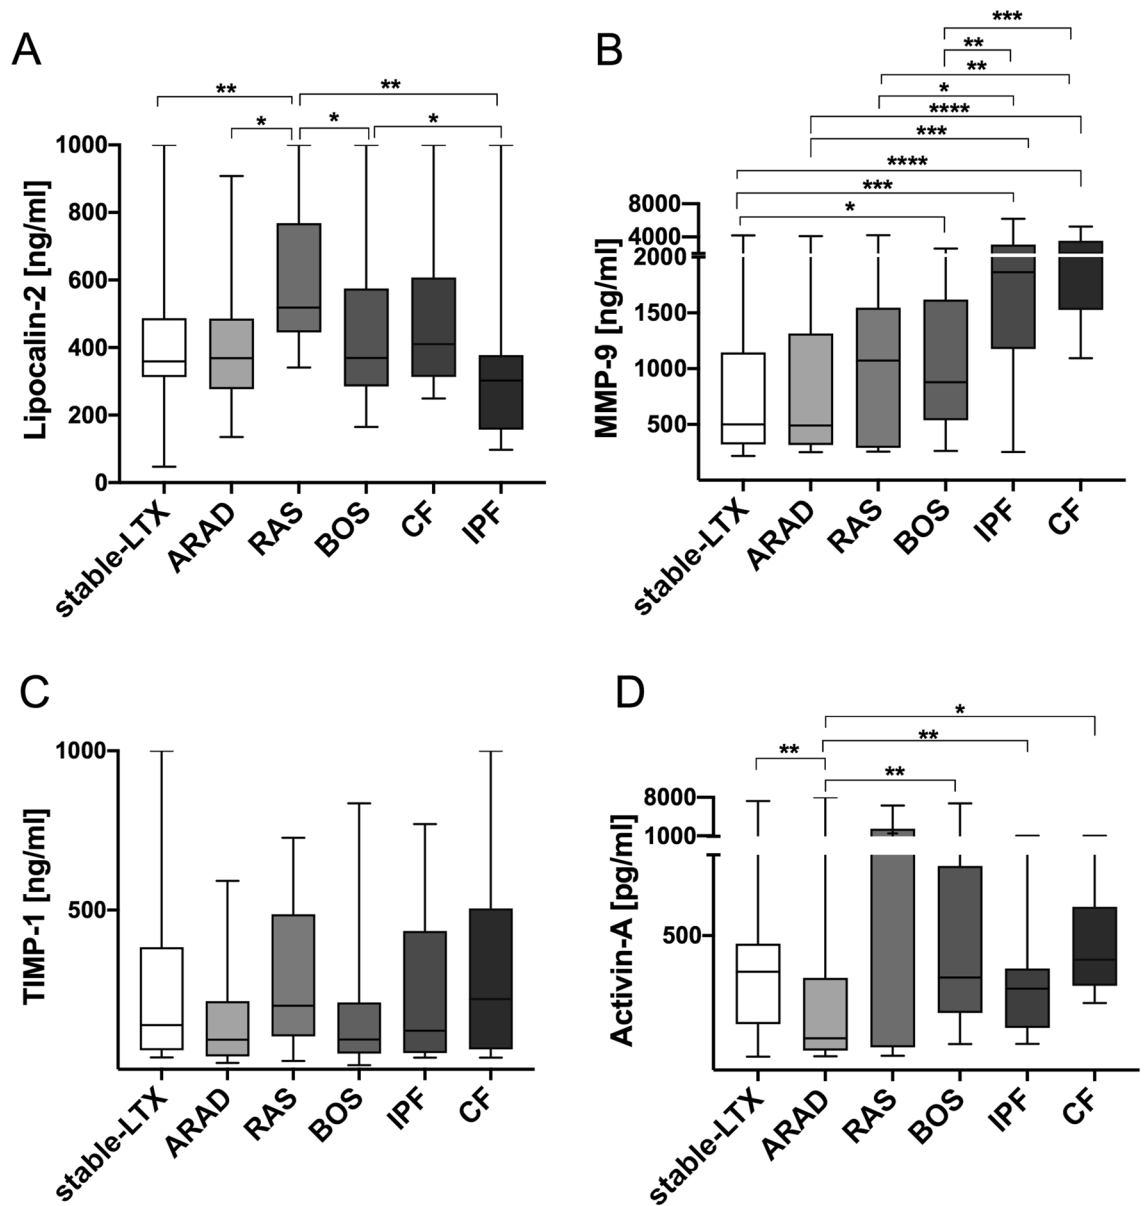 A
** **
* * *
Lipocalin-2 [ng/ml]
1000
800
600
400
200
0
stable-LTX ARAD RAS BOS CF IPF
B
***
**
**
*
****
***
****
***
*
MMP-9 [ng/ml]
8000
4000
2000
1500
1000
500
stable-LTX ARAD RAS BOS IPF CF
C
TIMP-1 [ng/ml]
1000
500
stable-LTX ARAD RAS BOS IPF CF
D
*
**
**
**
Activin-A [pg/ml]
8000
1000
500
stable-LTX ARAD RAS BOS IPF CF